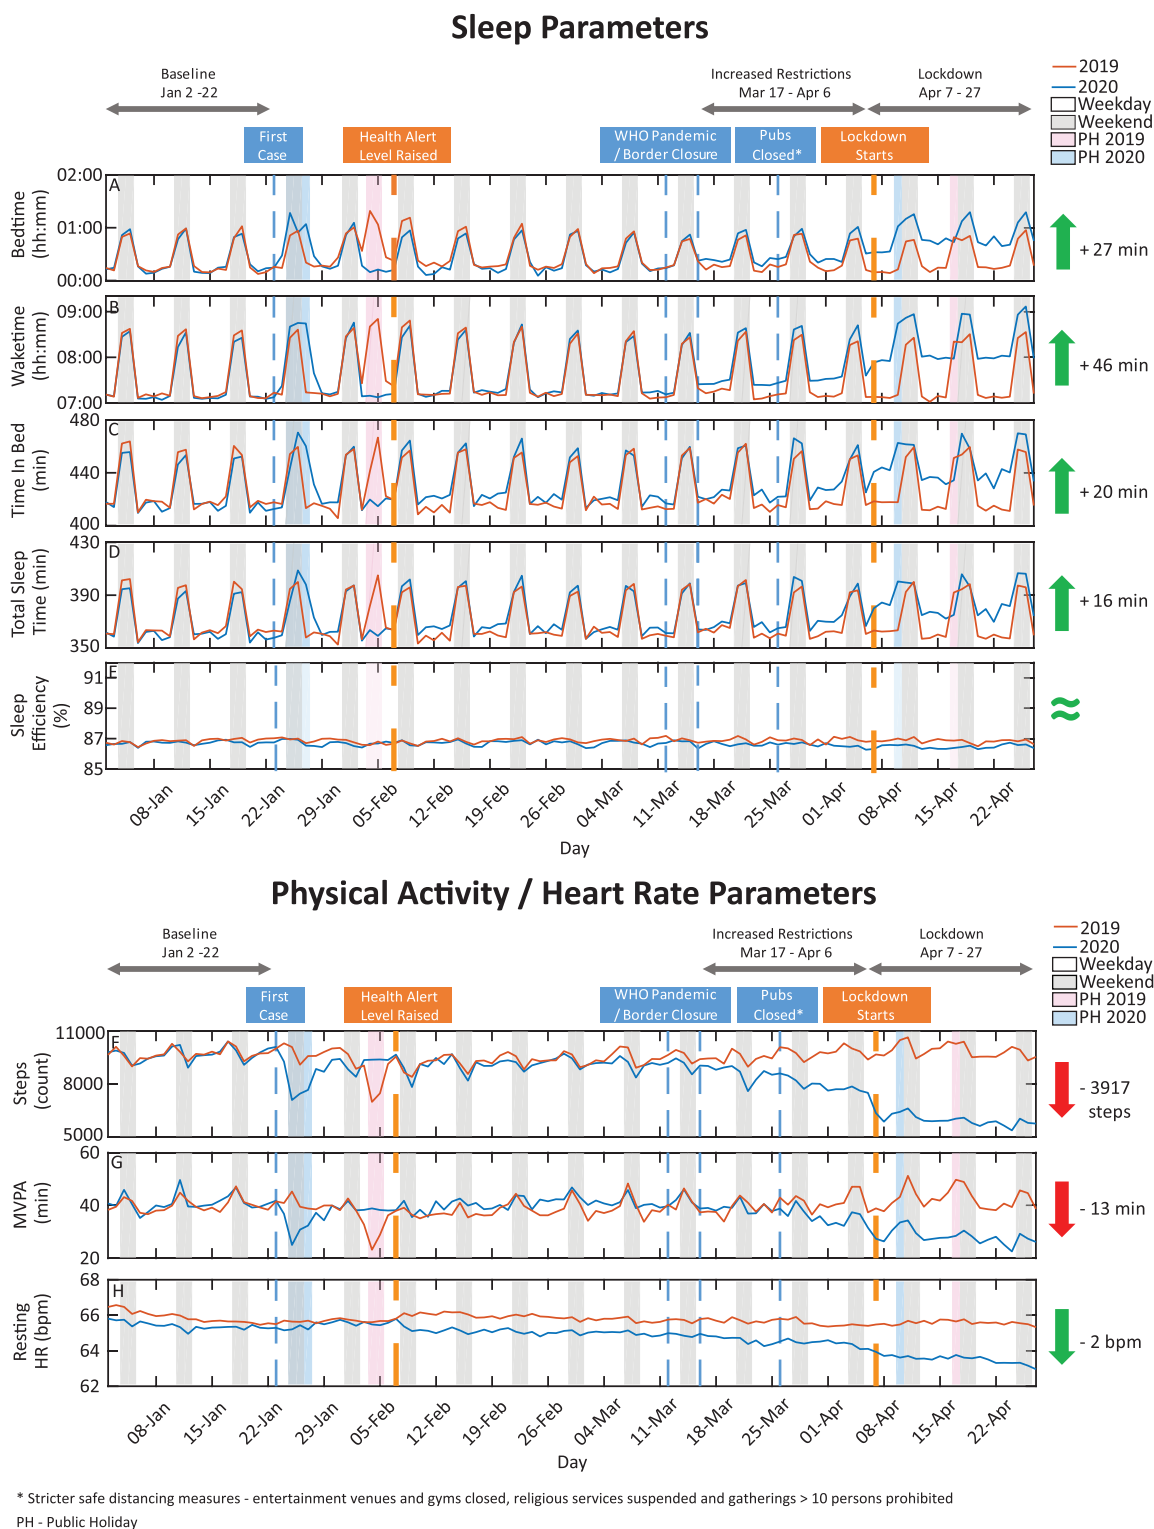 Sleep Parameters
Baseline
Jan 2 -22
Increased Restrictions
Mar 17 - Apr 6
Lockdown
Apr 7 - 27
2019
2020
Weekday
Weekend
PH 2019
PH 2020
First
Case
Health Alert
Level Raised
WHO Pandemic
/ Border Closure
Pubs
Closed*
Lockdown
Starts
A
Bedtime
(hh:mm)
02:00
01:00
00:00
+ 27 min
B
Waketime
(hh:mm)
09:00
08:00
07:00
+ 46 min
C
Time In Bed
(min)
480
440
400
+ 20 min
D
Total Sleep
Time (min)
430
390
350
+ 16 min
E
Sleep
Efficiency
(%)
91
89
87
85
≈
08-Jan
15-Jan
22-Jan
29-Jan
05-Feb
12-Feb
19-Feb
26-Feb
04-Mar
11-Mar
18-Mar
25-Mar
01-Apr
08-Apr
15-Apr
22-Apr
Day
Physical Activity / Heart Rate Parameters
Baseline
Jan 2 -22
Increased Restrictions
Mar 17 - Apr 6
Lockdown
Apr 7 - 27
2019
2020
Weekday
Weekend
PH 2019
PH 2020
First
Case
Health Alert
Level Raised
WHO Pandemic
/ Border Closure
Pubs
Closed*
Lockdown
Starts
F
Steps
(count)
11000
8000
5000
- 3917
steps
G
MVPA
(min)
60
40
20
- 13 min
H
Resting
HR (bpm)
68
66
64
62
- 2 bpm
08-Jan
15-Jan
22-Jan
29-Jan
05-Feb
12-Feb
19-Feb
26-Feb
04-Mar
11-Mar
18-Mar
25-Mar
01-Apr
08-Apr
15-Apr
22-Apr
Day
* Stricter safe distancing measures - entertainment venues and gyms closed, religious services suspended and gatherings > 10 persons prohibited
PH - Public Holiday